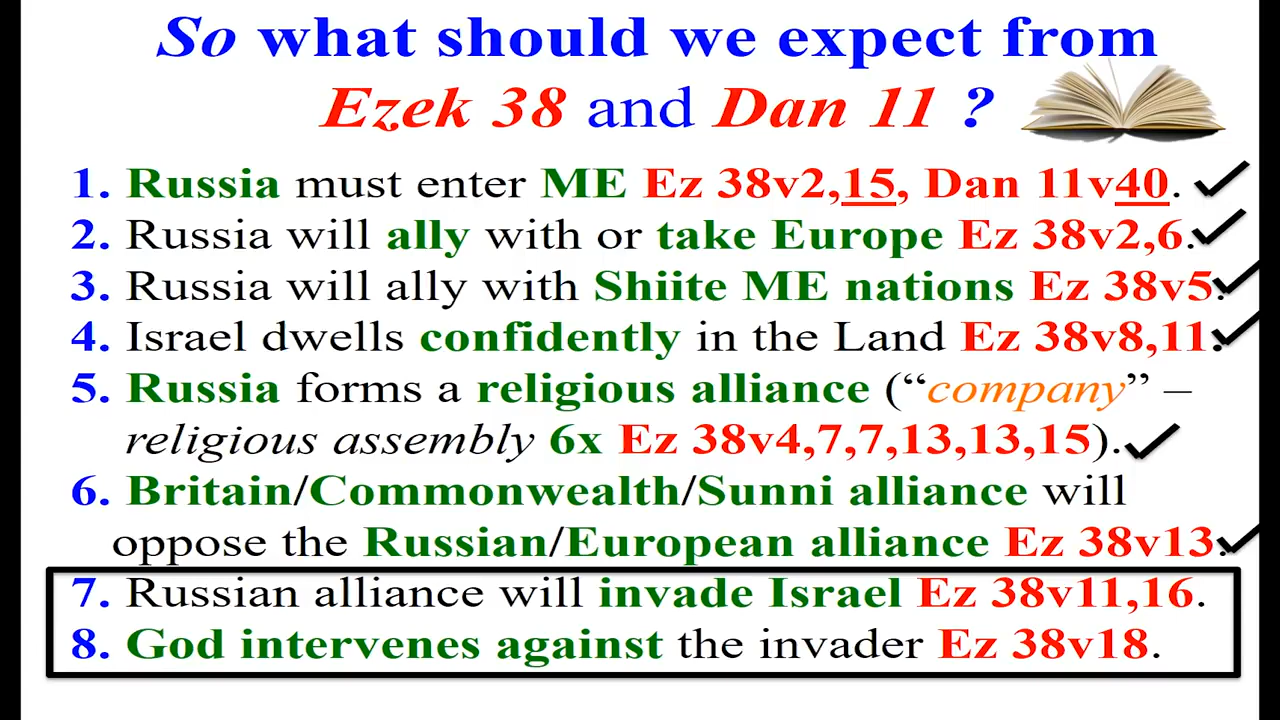 So what should we expect from
Ezek 38 and Dan 11 ?
1. Russia must enter ME Ez 38v2,15, Dan 11v40.
2. Russia will ally with or take Europe Ez 38v2,6.
3. Russia will ally with Shiite ME nations Ez 38v5.
4. Israel dwells confidently in the Land Ez 38v8,11.
5. Russia forms a religious alliance (“company” –
religious assembly 6x Ez 38v4,7,7,13,13,15).
6. Britain/Commonwealth/Sunni alliance will
oppose the Russian/European alliance Ez 38v13.
7. Russian alliance will invade Israel Ez 38v11,16.
8. God intervenes against the invader Ez 38v18.